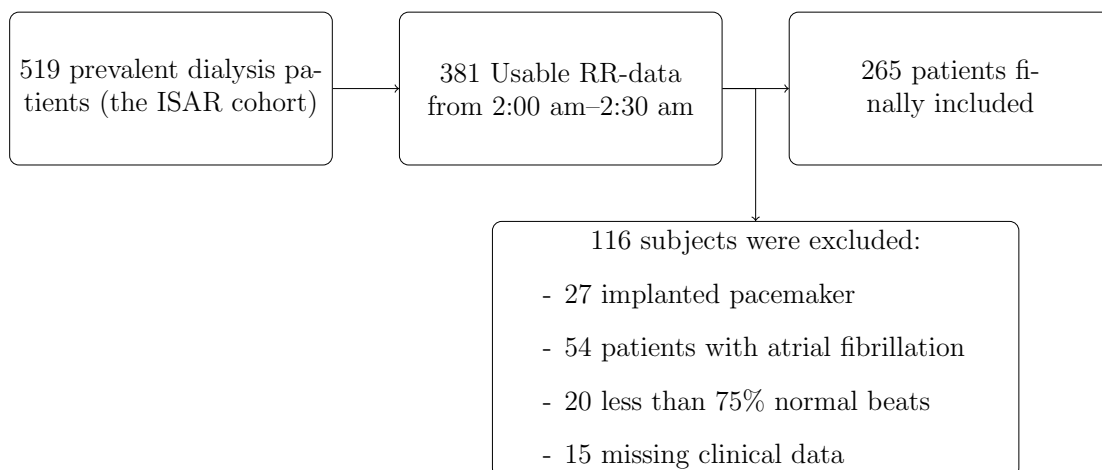 519 prevalent dialysis pa-
tients (the ISAR cohort)
381 Usable RR-data
from 2:00 am–2:30 am
265 patients fi-
nally included
116 subjects were excluded:
- 27 implanted pacemaker
- 54 patients with atrial fibrillation
- 20 less than 75% normal beats
- 15 missing clinical data